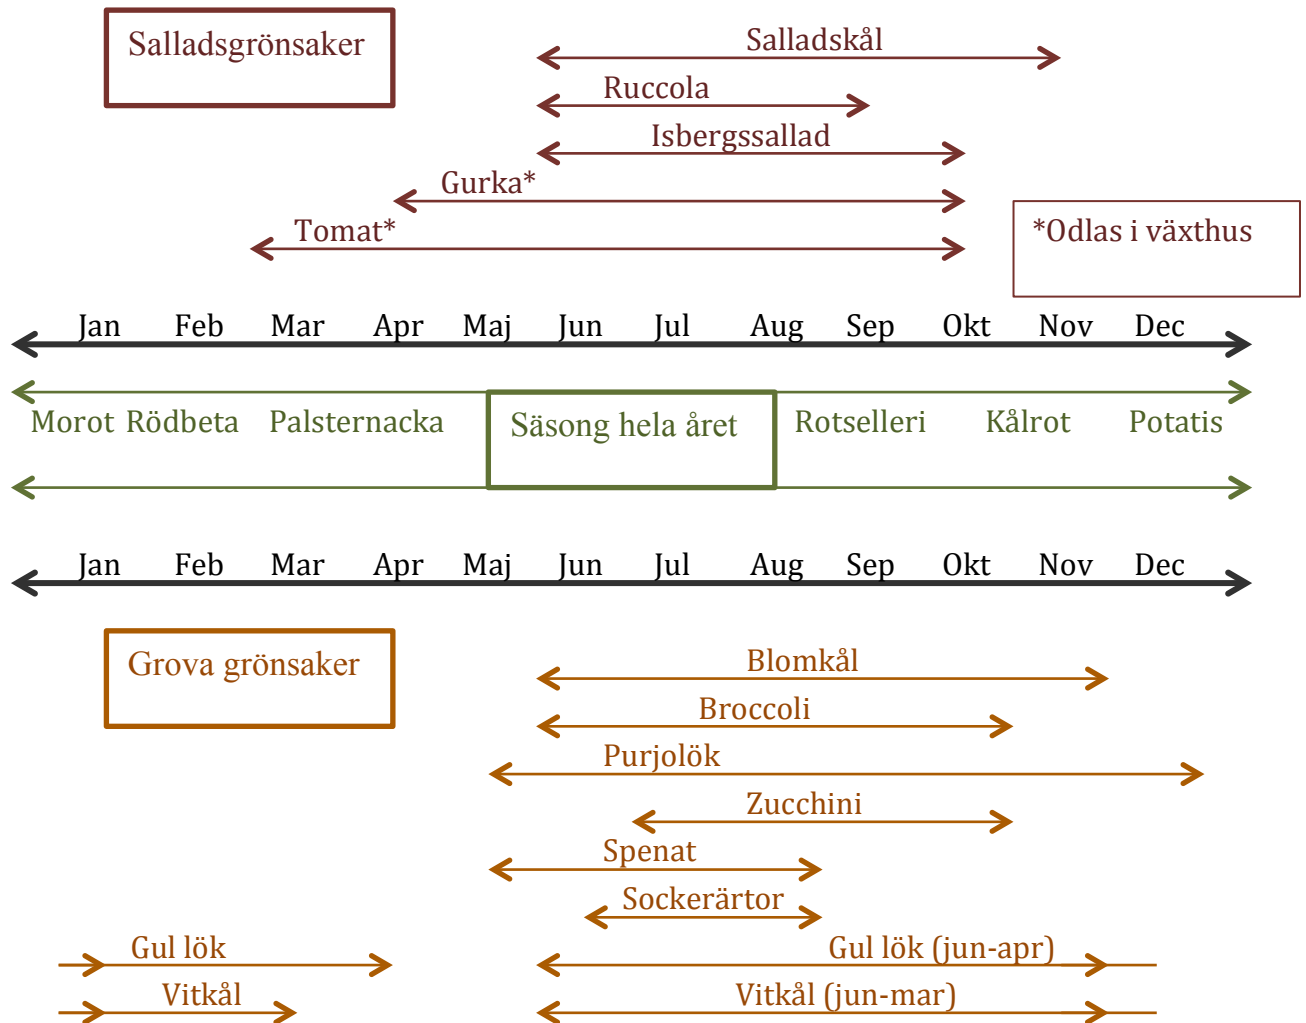 Salladsgrönsaker
Salladskål
Ruccola
Isbergssallad
Gurka*
Tomat*
*Odlas i växthus
Jan Feb Mar Apr Maj Jun Jul Aug Sep Okt Nov Dec
Morot Rödbeta Palsternacka Säsong hela året Rotselleri Kålrot Potatis
Jan Feb Mar Apr Maj Jun Jul Aug Sep Okt Nov Dec
Grova grönsaker
Blomkål
Broccoli
Purjolök
Zucchini
Spenat
Sockerärtor
Gul lök Gul lök (jun-apr)
Vitkål Vitkål (jun-mar)